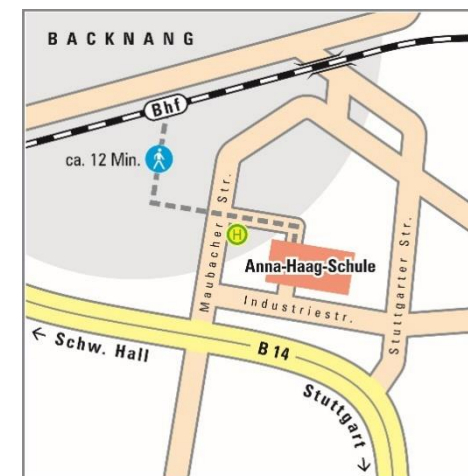 BACKNANG
Bhf
ca. 12 Min.
Maubacher Str.
H
Anna-Haag-Schule
Industriestr.
Stuttgarter Str.
← Schw. Hall
B 14
Stuttgart →